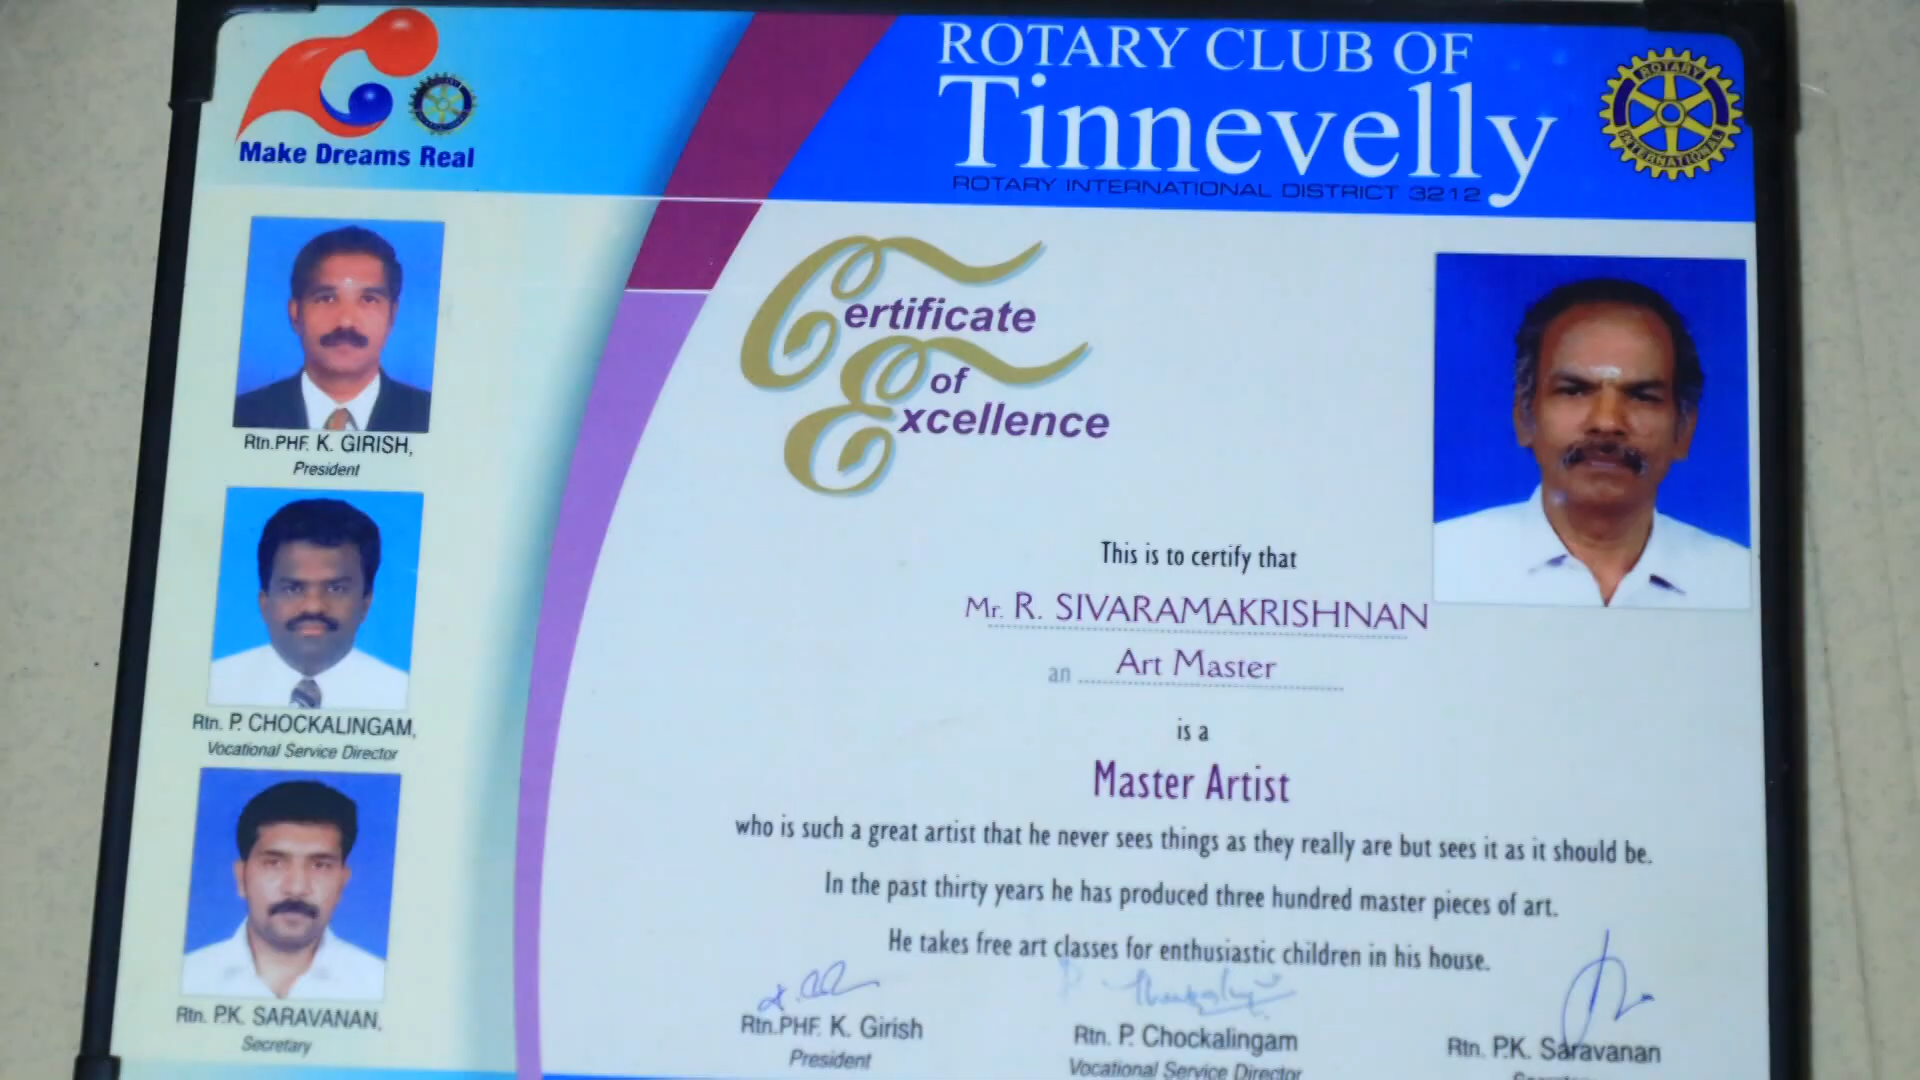 Make Dreams Real
ROTARY CLUB OF
Tinnevelly
ROTARY INTERNATIONAL DISTRICT 3212
ROTARY
INTERNATIONAL
Rtn.PHF. K. GIRISH,
President
Rtn. P. CHOCKALINGAM,
Vocational Service Director
Rtn. P.K. SARAVANAN,
Secretary
Certificate
of
Excellence
This is to certify that
Mr. R. SIVARAMAKRISHNAN
an Art Master
is a
Master Artist
who is such a great artist that he never sees things as they really are but sees it as it should be.
In the past thirty years he has produced three hundred master pieces of art.
He takes free art classes for enthusiastic children in his house.
Rtn.PHF. K. Girish
President
Rtn. P. Chockalingam
Vocational Service Director
Rtn. P.K. Saravanan